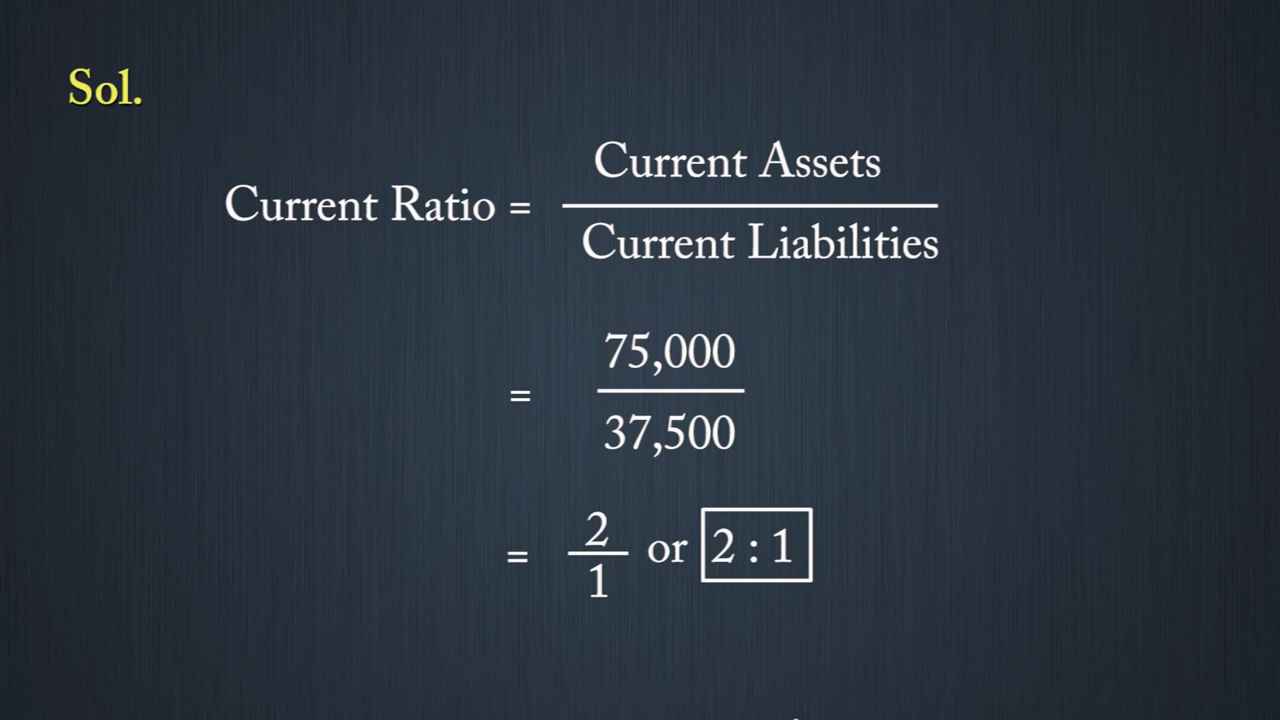 Sol.
Current Assets
Current Ratio =
Current Liabilities
75,000
=
37,500
2
= or 2 : 1
1